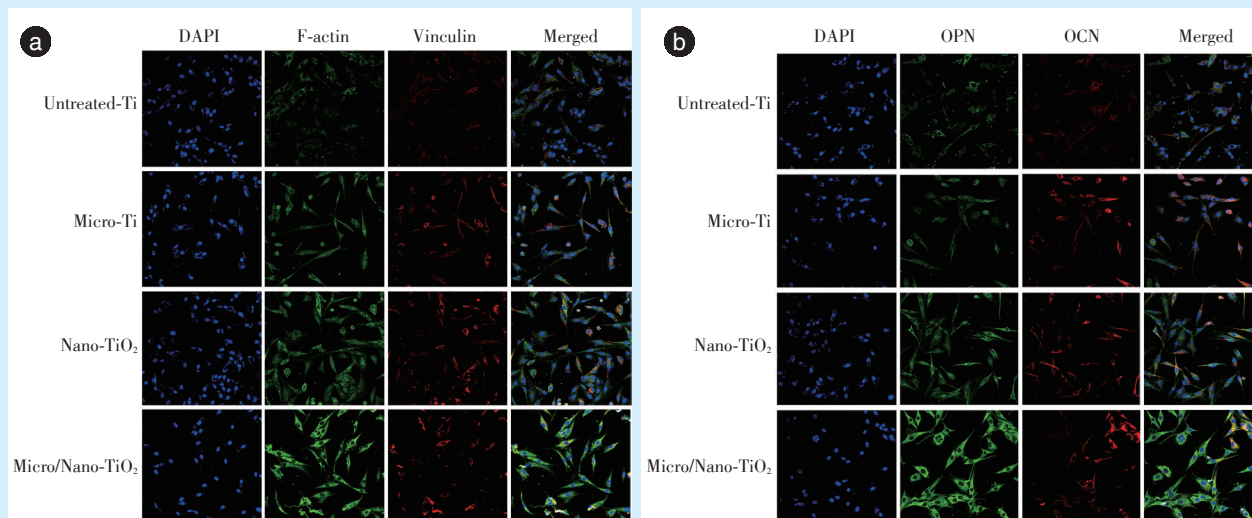 a
DAPI F-actin Vinculin Merged
Untreated-Ti
Micro-Ti
Nano-TiO₂
Micro/Nano-TiO₂
b
DAPI OPN OCN Merged
Untreated-Ti
Micro-Ti
Nano-TiO₂
Micro/Nano-TiO₂